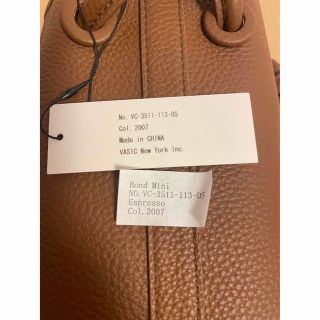 No. VC-3511-113-DS
Col. 2007
Made in CHINA
VASIC New York Inc.
Bond Mini
NO.VC-3511-113-DS
Espresso
Col.2007